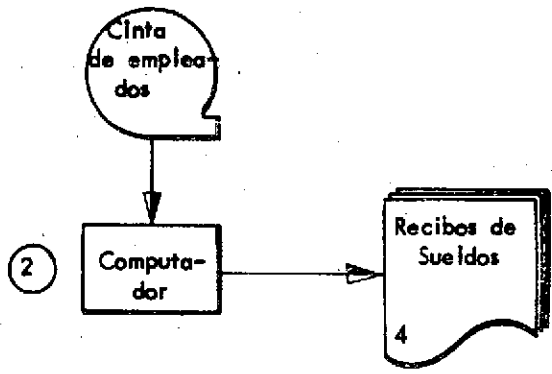 Cinta
de emplea-
dos
2
Computa-
dor
Recibos de
Sueldos
4